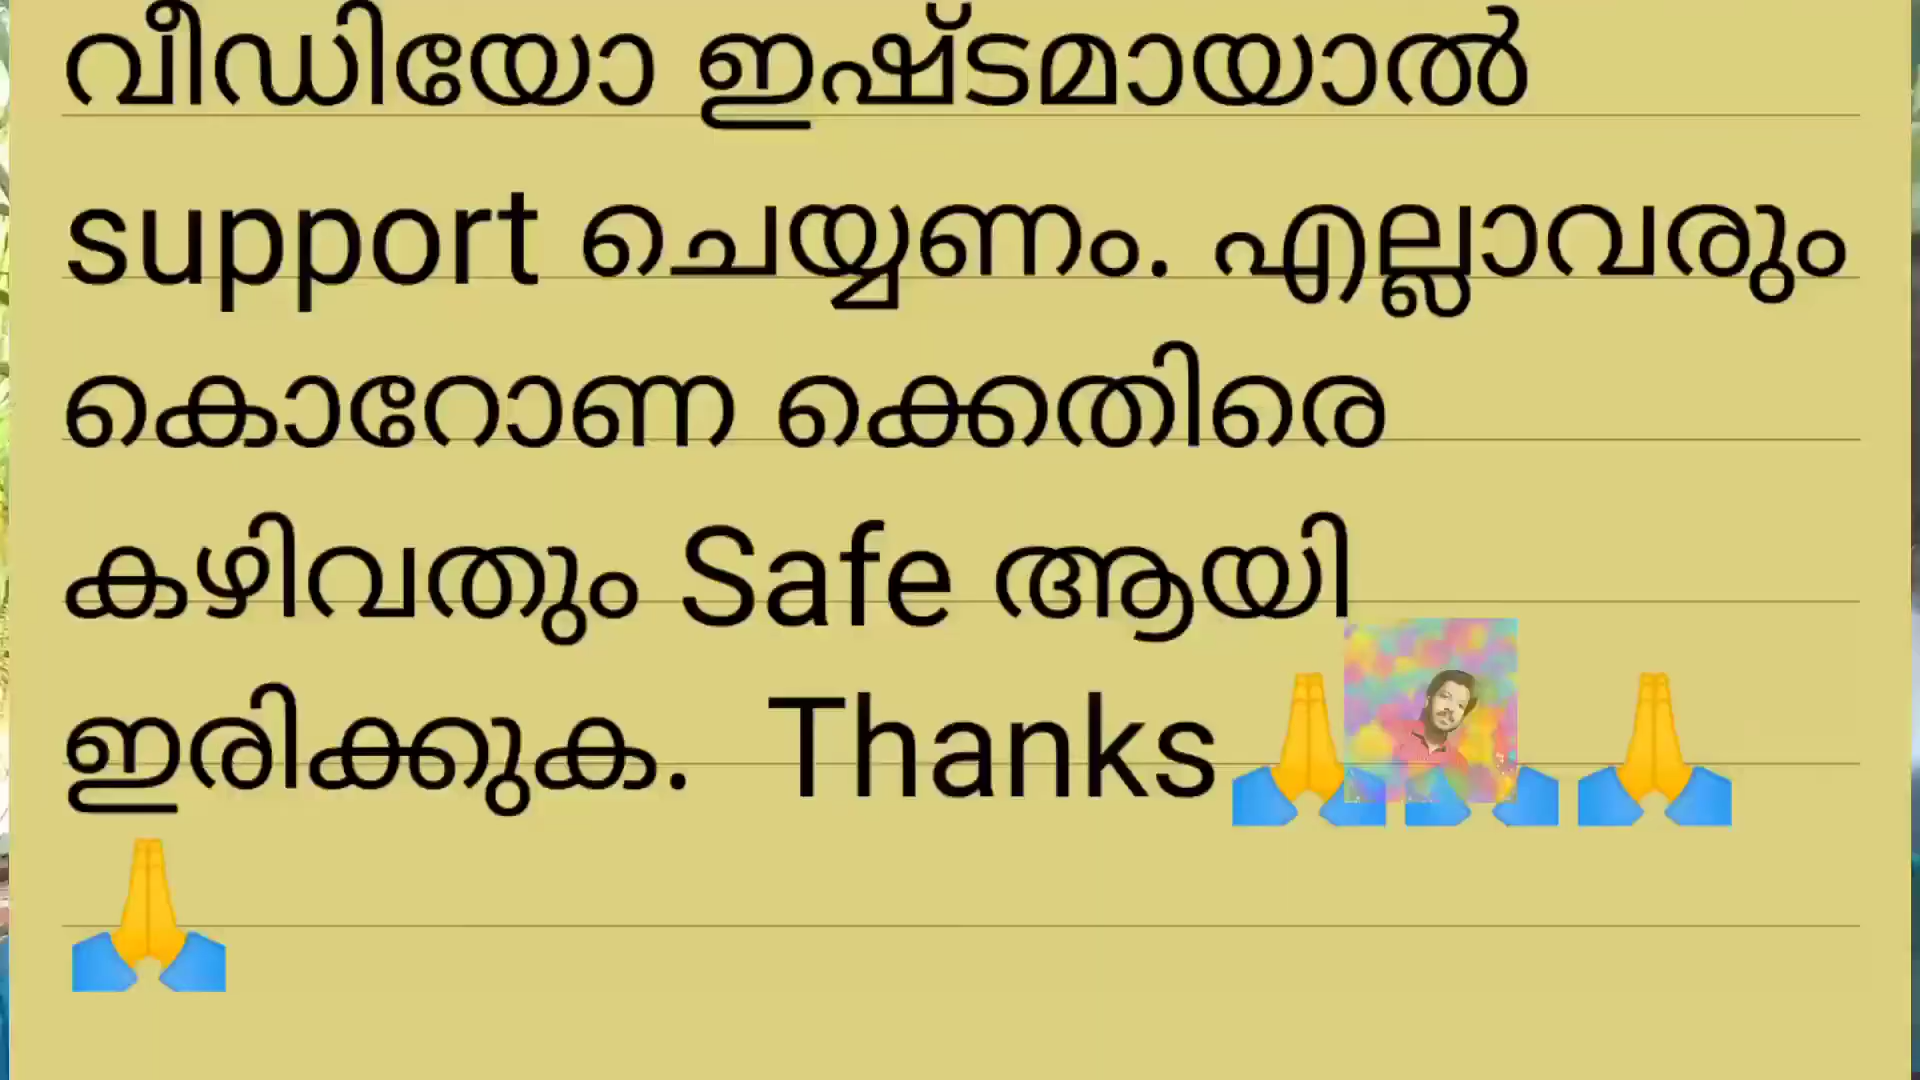 വീഡിയോ ഇഷ്ടമായാൽ
support ചെയ്യണം. എല്ലാവരും
കൊറോണ ക്കെതിരെ
കഴിവതും Safe ആയി
ഇരിക്കുക.  Thanks🙏🙏🙏
🙏